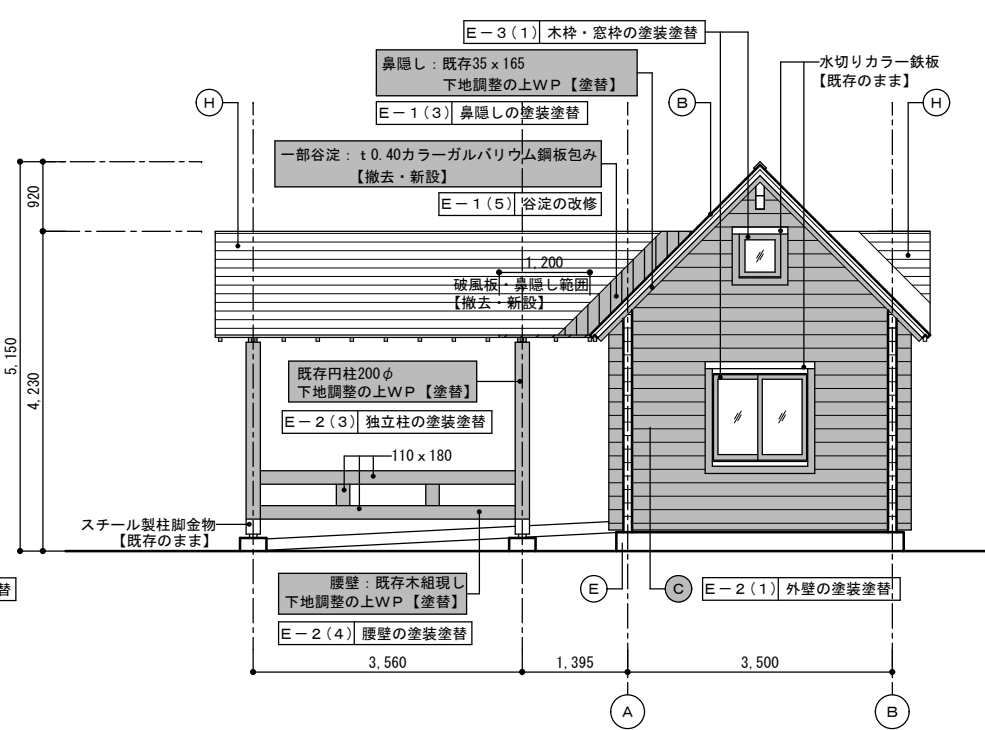 E－3(1) 木枠・窓枠の塗装塗替
鼻隠し：既存35ｘ165
下地調整の上ＷＰ【塗替】
水切りカラー鉄板
【既存のまま】
H
E－1(3) 鼻隠しの塗装塗替
B
H
一部谷淀：ｔ0.40カラーガルバリウム鋼板包み
【撤去・新設】
E－1(5) 谷淀の改修
920
1,200
破風板・鼻隠し範囲
【撤去・新設】
5,150
4,230
既存円柱200φ
下地調整の上ＷＰ【塗替】
E－2(3) 独立柱の塗装塗替
110ｘ180
スチール製柱脚金物
【既存のまま】
替
腰壁：既存木組現し
下地調整の上ＷＰ【塗替】
E
C
E－2(1) 外壁の塗装塗替
E－2(4) 腰壁の塗装塗替
3,560
1,395
3,500
A
B